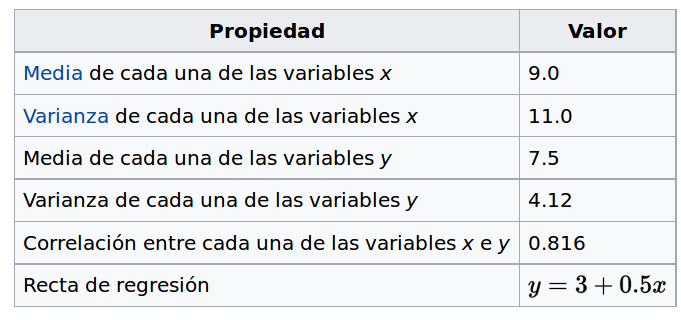 Propiedad Valor
Media de cada una de las variables x 9.0
Varianza de cada una de las variables x 11.0
Media de cada una de las variables y 7.5
Varianza de cada una de las variables y 4.12
Correlación entre cada una de las variables x e y 0.816
Recta de regresión y = 3 + 0.5x